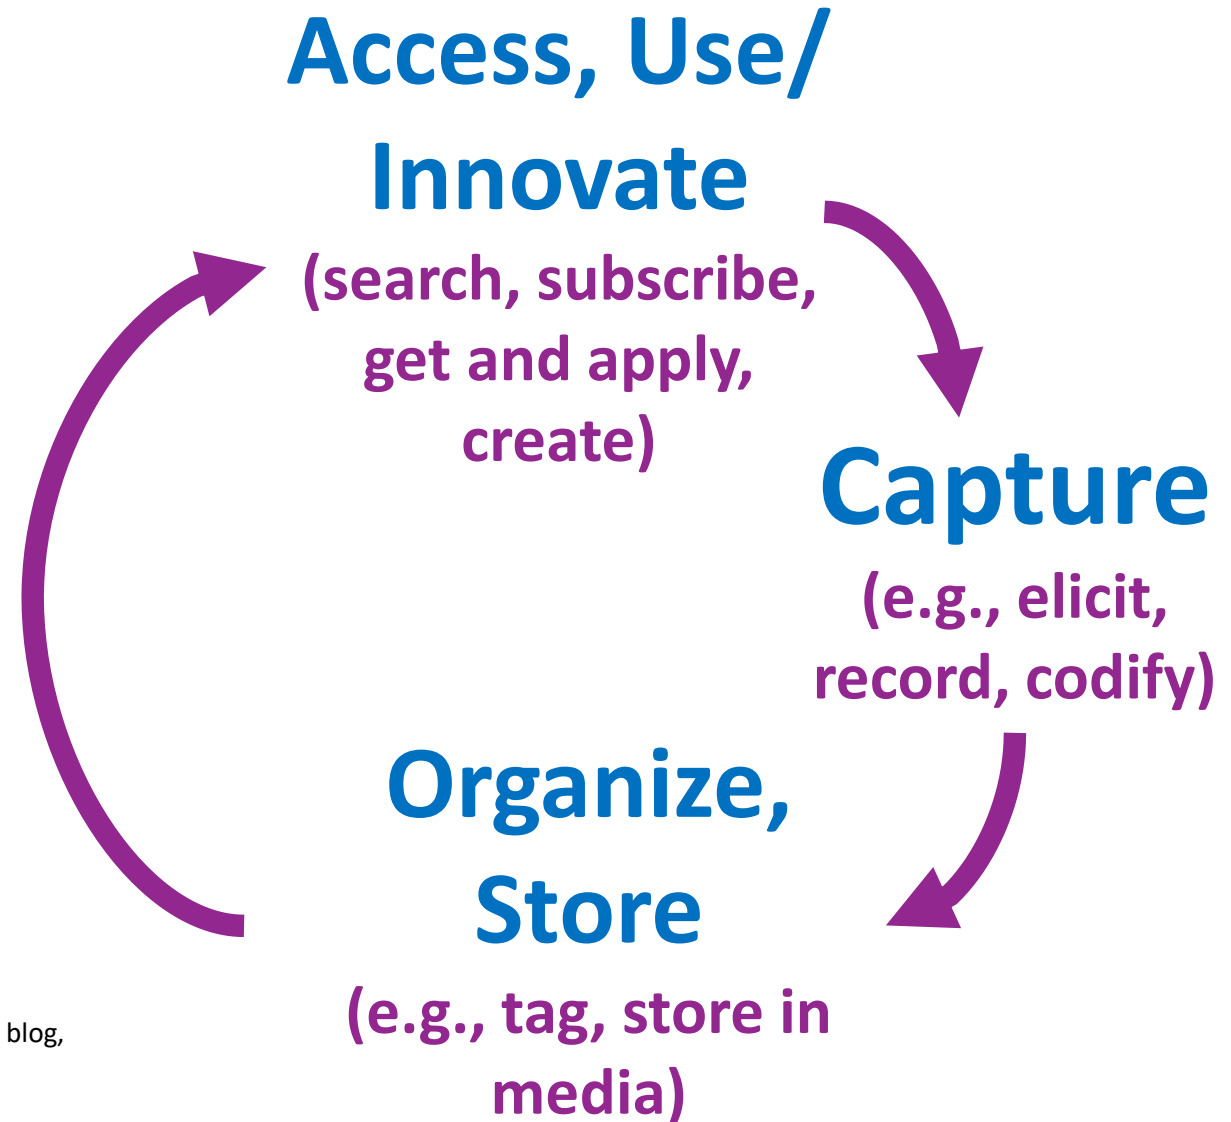 Access, Use/
Innovate
(search, subscribe,
get and apply,
create)
Capture
(e.g., elicit,
record, codify)
Organize,
Store
(e.g., tag, store in
media)
blog,